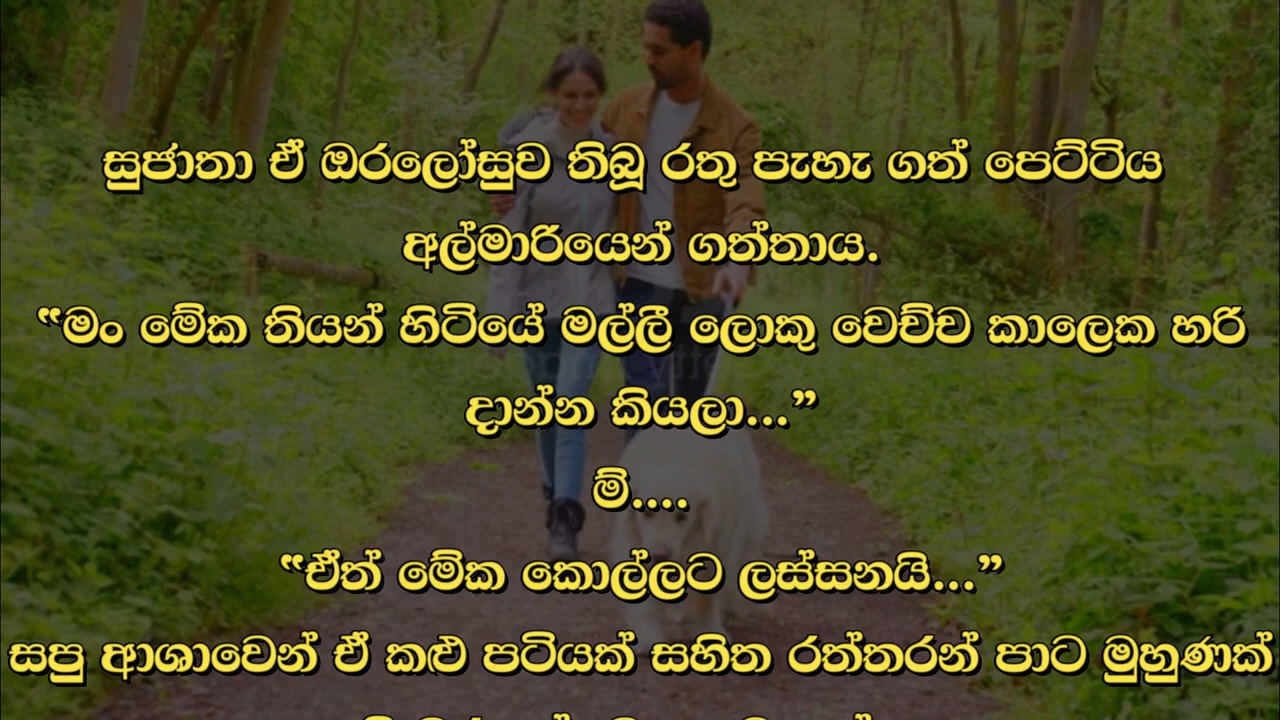 සුජාතා ඒ ඔරලෝසුව තිබූ රතු පැහැ ගත් පෙට්ටිය
අල්මාරියෙන් ගත්තාය.
“මං මේක තියන් හිටියේ මල්ලී ලොකු වෙච්ච කාලෙක හරි
දාන්න කියලා...”
ම්....
“ඒත් මේක කොල්ලට ලස්සනයි...”
සපු ආශාවෙන් ඒ කළු පටියක් සහිත රත්තරන් පාට මුහුණක්